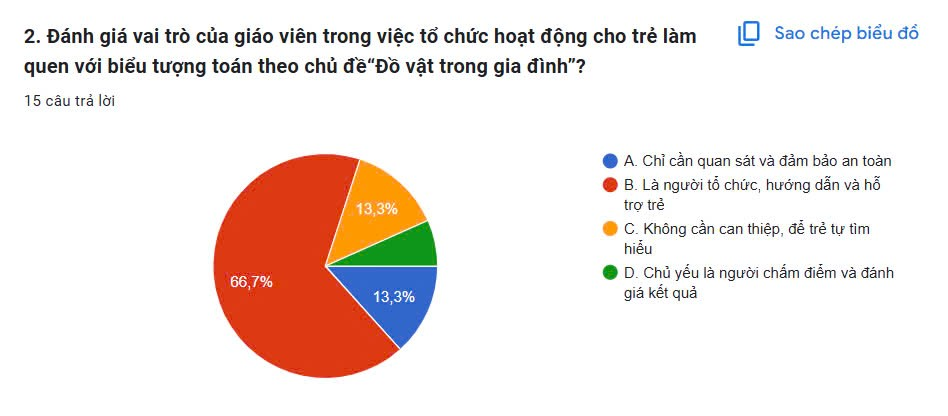 2. Đánh giá vai trò của giáo viên trong việc tổ chức hoạt động cho trẻ làm
quen với biểu tượng toán theo chủ đề“Đồ vật trong gia đình”?
Sao chép biểu đồ
15 câu trả lời
13,3%
66,7%
13,3%
A. Chỉ cần quan sát và đảm bảo an toàn
B. Là người tổ chức, hướng dẫn và hỗ
trợ trẻ
C. Không cần can thiệp, để trẻ tự tìm
hiểu
D. Chủ yếu là người chấm điểm và đánh
giá kết quả